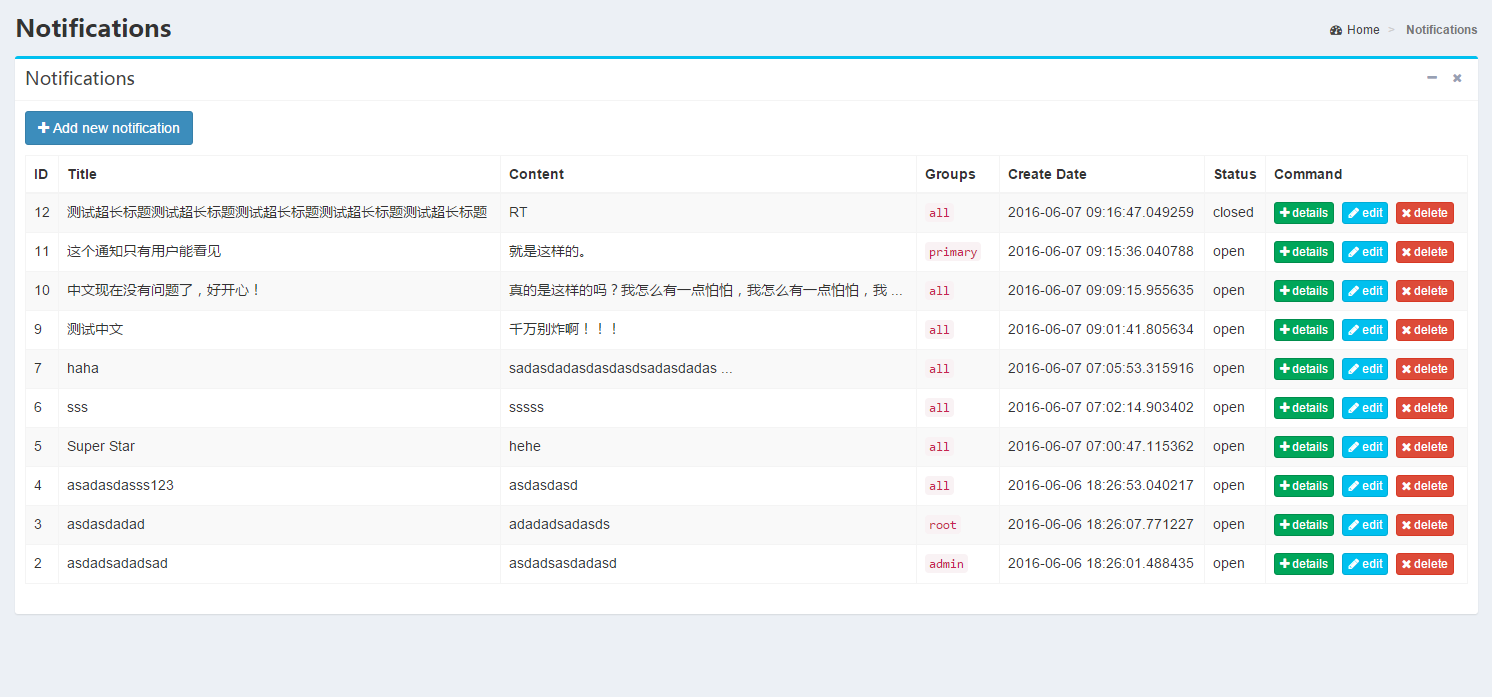 Notifications
Home > Notifications
Notifications
Add new notification
ID Title Content Groups Create Date Status Command
12 测试超长标题测试超长标题测试超长标题测试超长标题测试超长标题 RT all 2016-06-07 09:16:47.049259 closed details edit delete
11 这个通知只有用户能看见 就是这样的。 primary 2016-06-07 09:15:36.040788 open details edit delete
10 中文现在没有问题了，好开心！ 真的是这样的吗？我怎么有一点怕怕，我怎么有一点怕怕，我 ... all 2016-06-07 09:09:15.955635 open details edit delete
9 测试中文 千万别炸啊！！！ all 2016-06-07 09:01:41.805634 open details edit delete
7 haha sadasdadasdasdasdsadasdadas ... all 2016-06-07 07:05:53.315916 open details edit delete
6 sss sssss all 2016-06-07 07:02:14.903402 open details edit delete
5 Super Star hehe all 2016-06-07 07:00:47.115362 open details edit delete
4 asadasdasss123 asdasdasd all 2016-06-06 18:26:53.040217 open details edit delete
3 asdasdadad adadadsadasds root 2016-06-06 18:26:07.771227 open details edit delete
2 asdadsadadsad asdadsasdadasd admin 2016-06-06 18:26:01.488435 open details edit delete